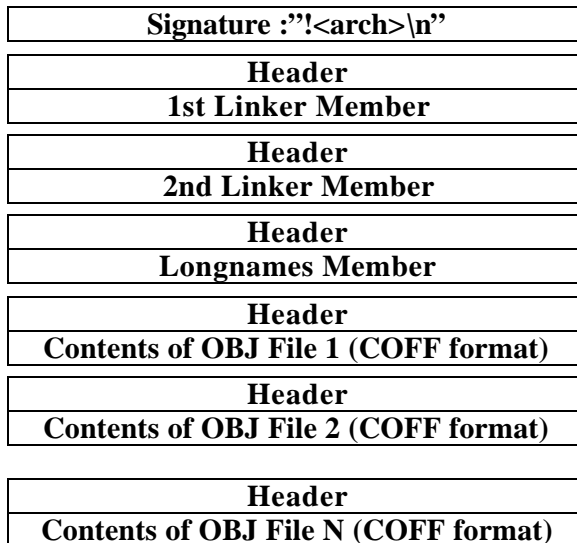 Signature :”!<arch>\n”
Header
1st Linker Member
Header
2nd Linker Member
Header
Longnames Member
Header
Contents of OBJ File 1 (COFF format)
Header
Contents of OBJ File 2 (COFF format)
Header
Contents of OBJ File N (COFF format)